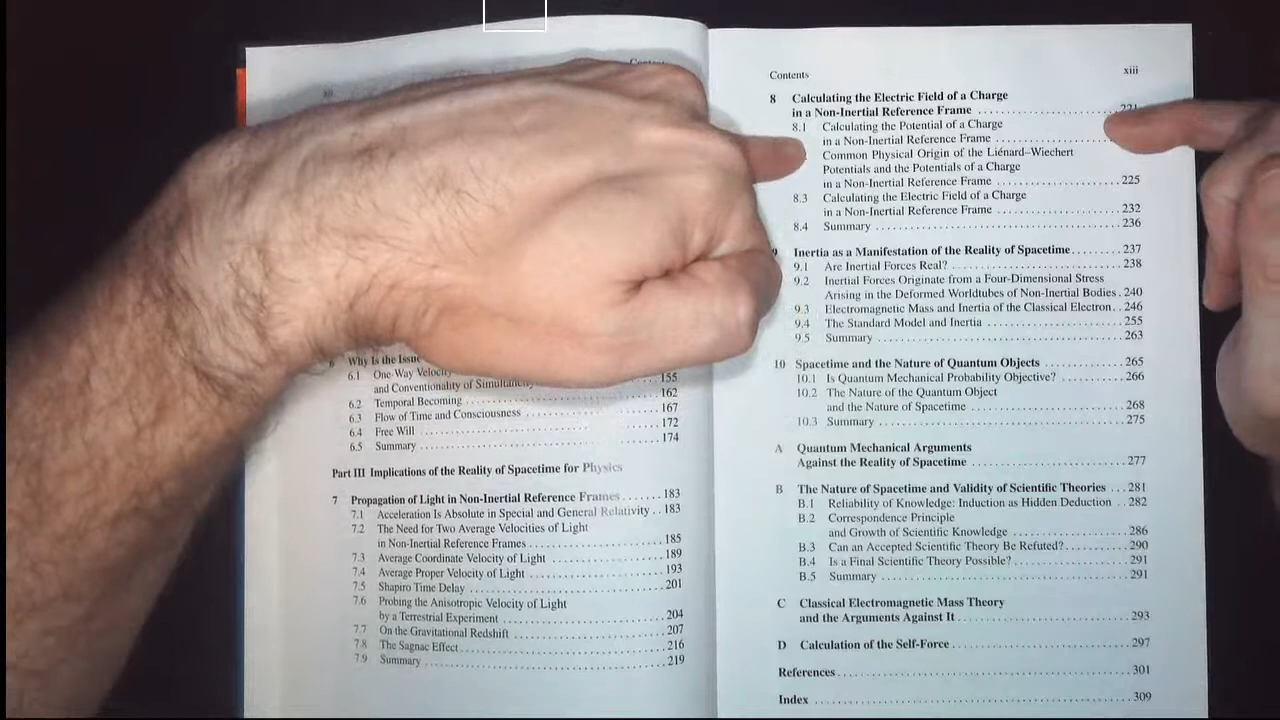 xii
Contents
6 Why Is the Issue
6.1 One-Way Velocity
and Conventionality of Simultaneity ........ 155
6.2 Temporal Becoming ........ 162
6.3 Flow of Time and Consciousness ........ 167
6.4 Free Will ........ 172
6.5 Summary ........ 174
Part III Implications of the Reality of Spacetime for Physics
7 Propagation of Light in Non-Inertial Reference Frames ....... 183
7.1 Acceleration Is Absolute in Special and General Relativity .. 183
7.2 The Need for Two Average Velocities of Light
in Non-Inertial Reference Frames ........ 185
7.3 Average Coordinate Velocity of Light ........ 189
7.4 Average Proper Velocity of Light ........ 193
7.5 Shapiro Time Delay ........ 201
7.6 Probing the Anisotropic Velocity of Light
by a Terrestrial Experiment ........ 204
7.7 On the Gravitational Redshift ........ 207
7.8 The Sagnac Effect ........ 216
7.9 Summary ........ 219
Contents xiii
8 Calculating the Electric Field of a Charge
in a Non-Inertial Reference Frame ........ 221
8.1 Calculating the Potential of a Charge
in a Non-Inertial Reference Frame ........
Common Physical Origin of the Liénard–Wiechert
Potentials and the Potentials of a Charge
in a Non-Inertial Reference Frame ........ 225
8.3 Calculating the Electric Field of a Charge
in a Non-Inertial Reference Frame ........ 232
8.4 Summary ........ 236
9 Inertia as a Manifestation of the Reality of Spacetime ........ 237
9.1 Are Inertial Forces Real? ........ 238
9.2 Inertial Forces Originate from a Four-Dimensional Stress
Arising in the Deformed Worldtubes of Non-Inertial Bodies . 240
9.3 Electromagnetic Mass and Inertia of the Classical Electron .. 246
9.4 The Standard Model and Inertia ........ 255
9.5 Summary ........ 263
10 Spacetime and the Nature of Quantum Objects ........ 265
10.1 Is Quantum Mechanical Probability Objective? ........ 266
10.2 The Nature of the Quantum Object
and the Nature of Spacetime ........ 268
10.3 Summary ........ 275
A Quantum Mechanical Arguments
Against the Reality of Spacetime ........ 277
B The Nature of Spacetime and Validity of Scientific Theories ... 281
B.1 Reliability of Knowledge: Induction as Hidden Deduction .. 282
B.2 Correspondence Principle
and Growth of Scientific Knowledge ........ 286
B.3 Can an Accepted Scientific Theory Be Refuted? ........ 290
B.4 Is a Final Scientific Theory Possible? ........ 291
B.5 Summary ........ 291
C Classical Electromagnetic Mass Theory
and the Arguments Against It ........ 293
D Calculation of the Self-Force ........ 297
References ........ 301
Index ........ 309